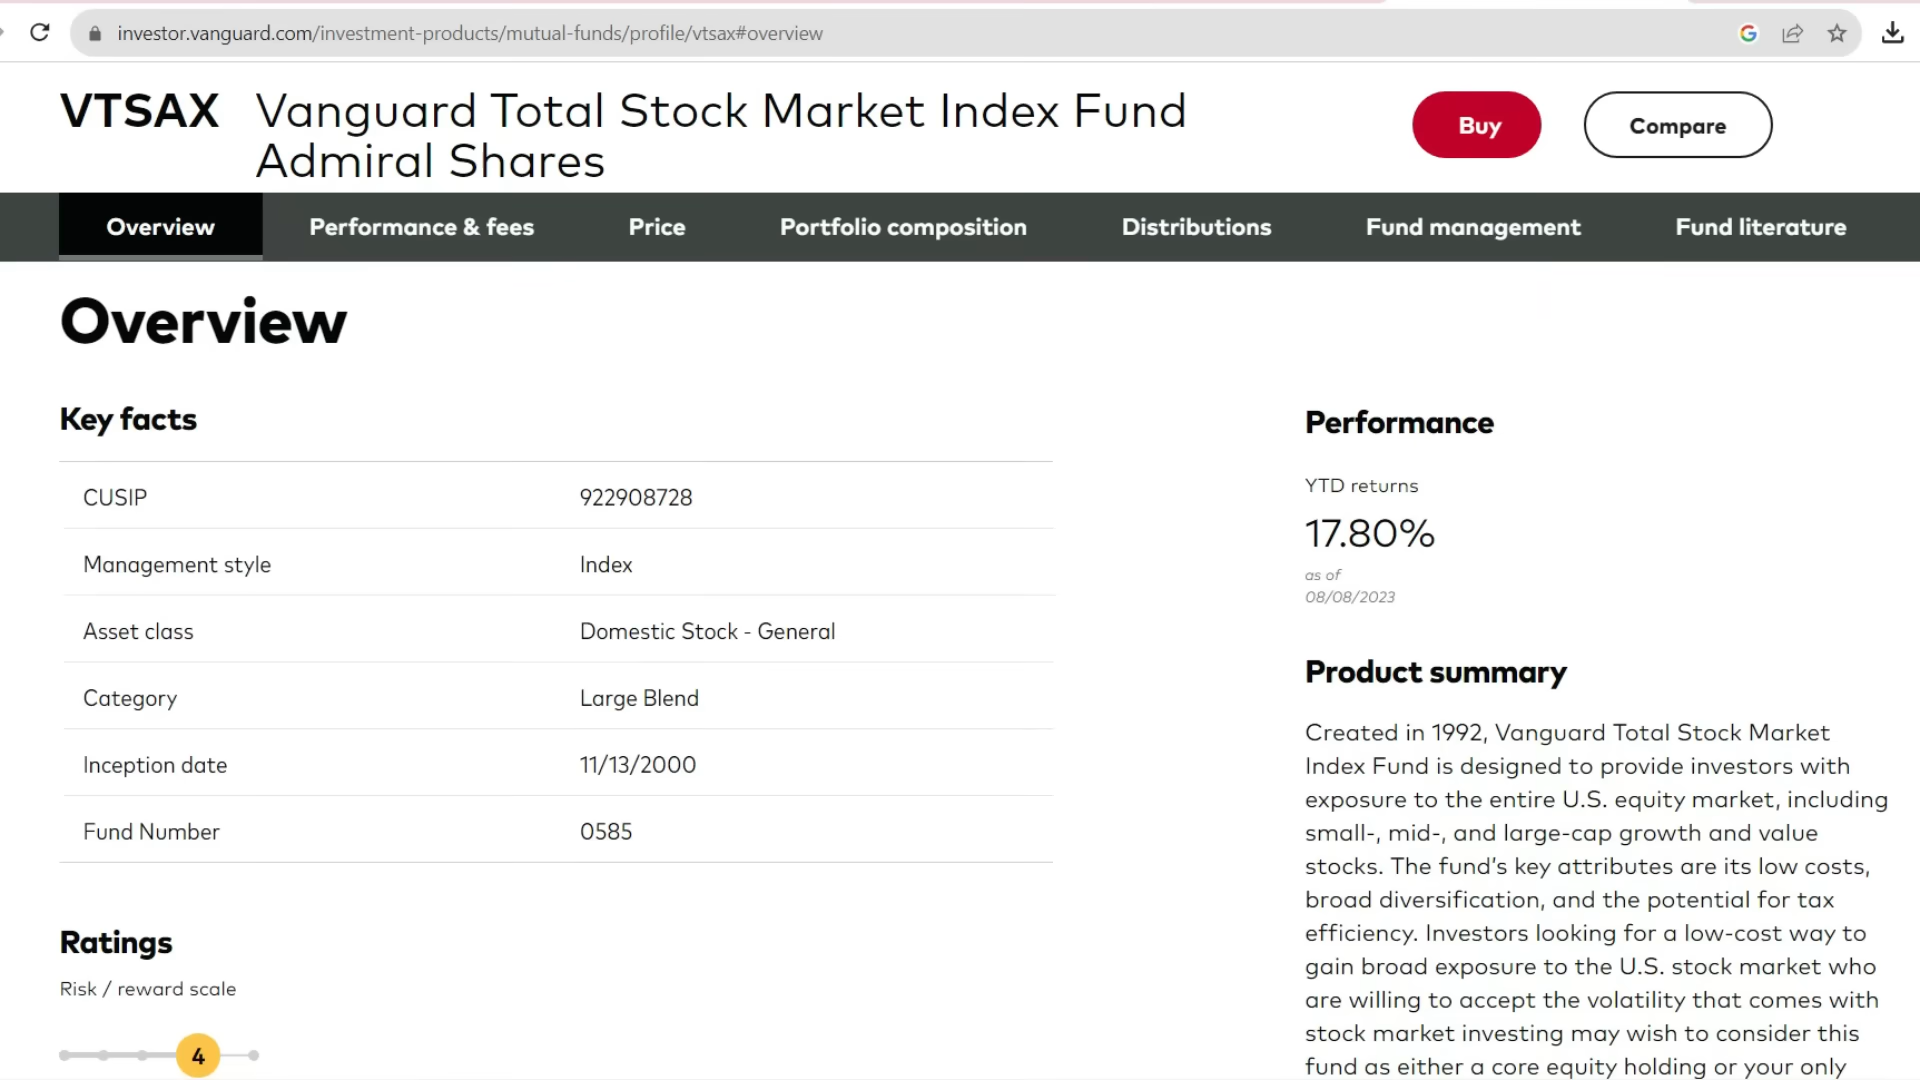 investor.vanguard.com/investment-products/mutual-funds/profile/vtsax#overview
VTSAX Vanguard Total Stock Market Index Fund
Admiral Shares
Buy
Compare
Overview Performance & fees Price Portfolio composition Distributions Fund management Fund literature
Overview
Key facts
CUSIP 922908728
Management style Index
Asset class Domestic Stock - General
Category Large Blend
Inception date 11/13/2000
Fund Number 0585
Ratings
Risk / reward scale
4
Performance
YTD returns
17.80%
as of
08/08/2023
Product summary
Created in 1992, Vanguard Total Stock Market
Index Fund is designed to provide investors with
exposure to the entire U.S. equity market, including
small-, mid-, and large-cap growth and value
stocks. The fund's key attributes are its low costs,
broad diversification, and the potential for tax
efficiency. Investors looking for a low-cost way to
gain broad exposure to the U.S. stock market who
are willing to accept the volatility that comes with
stock market investing may wish to consider this
fund as either a core equity holding or your only